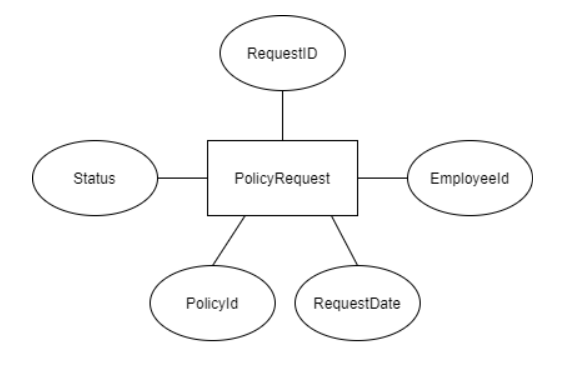 RequestID
Status
PolicyRequest
EmployeeId
PolicyId
RequestDate